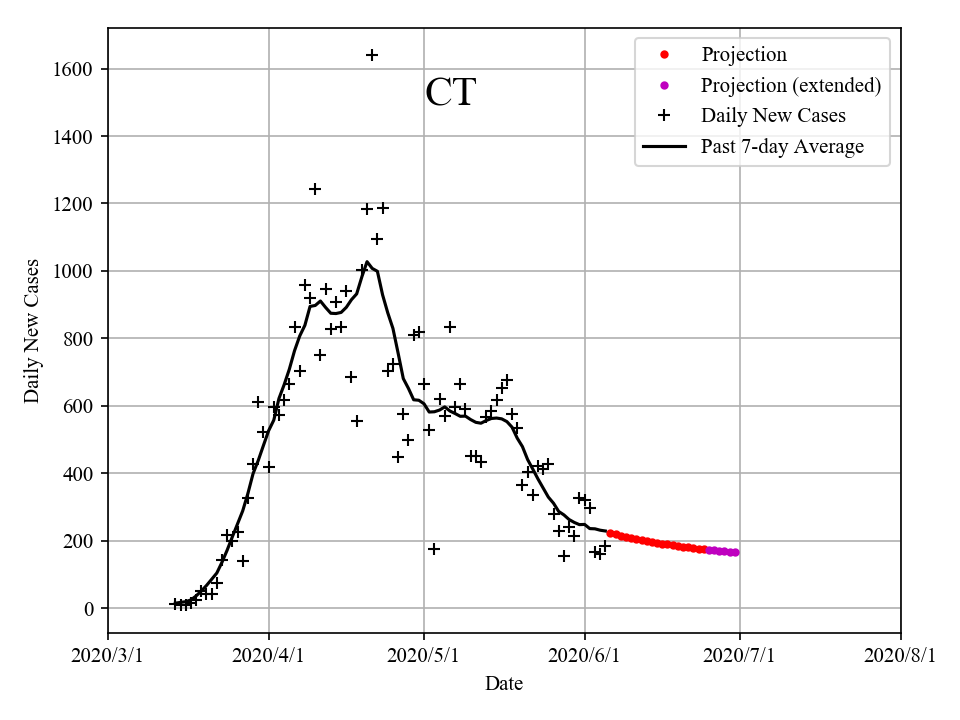 CT
Projection
Projection (extended)
Daily New Cases
Past 7-day Average
1600
1400
1200
1000
800
600
400
200
0
Daily New Cases
2020/3/1 2020/4/1 2020/5/1 2020/6/1 2020/7/1 2020/8/1
Date